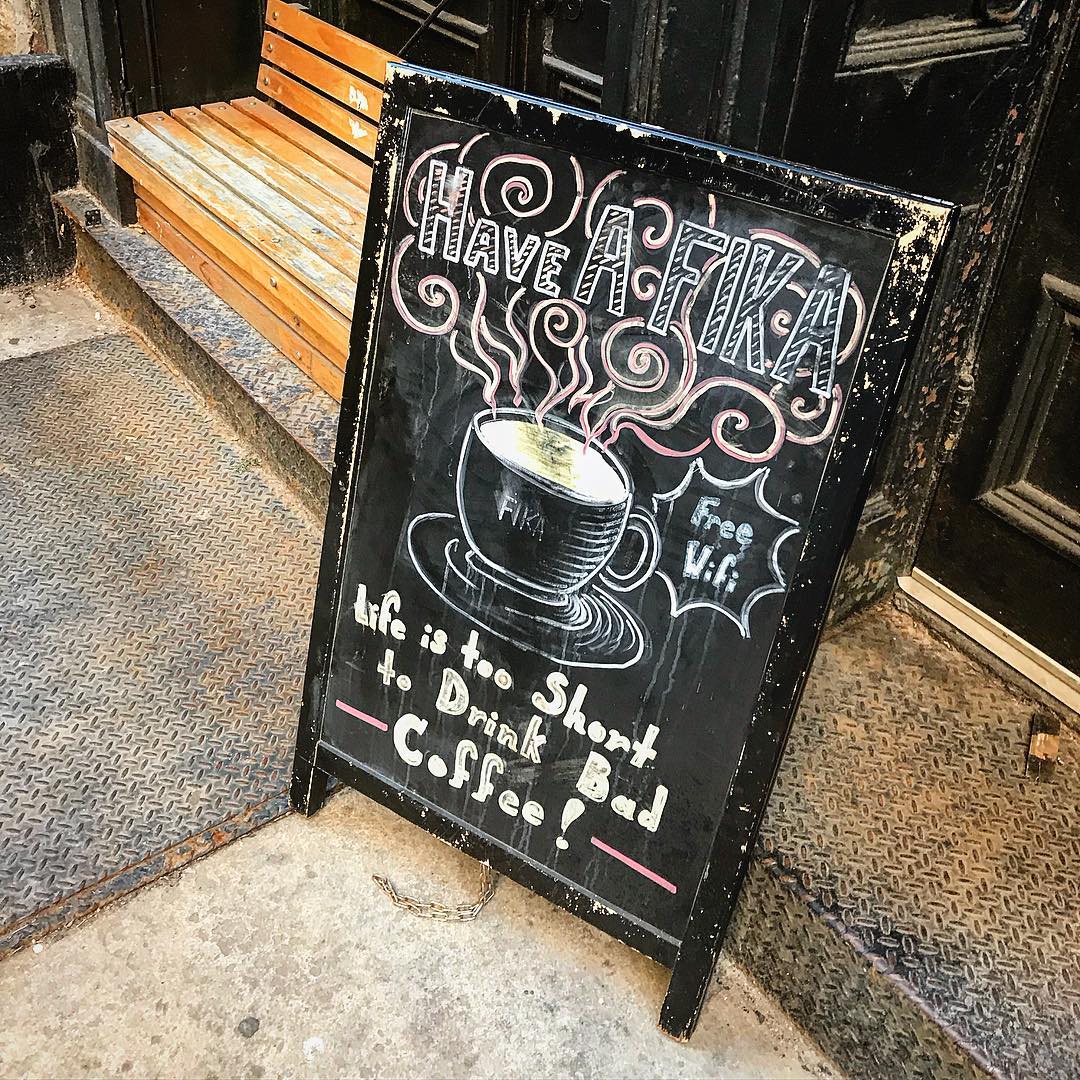 HAVE A FIKA
FIKA
Free
Wifi
Life is too Short
to Drink Bad
Coffee!